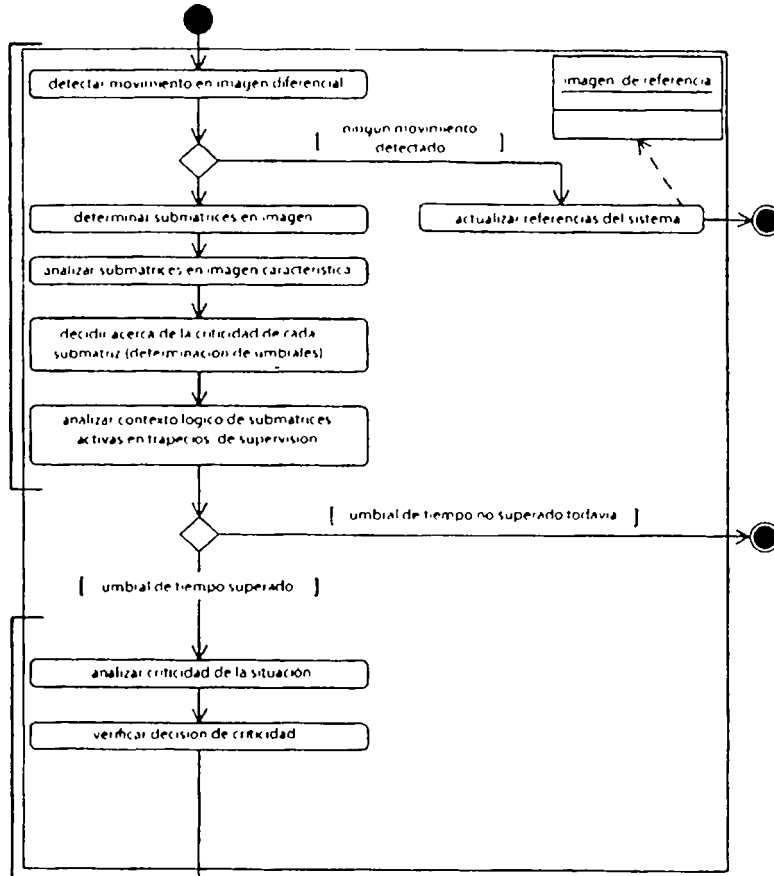 detectar movimiento en imagen diferencial
imagen de referencia
[ ningun movimiento
detectado ]
determinar submatrices en imagen
actualizar referencias del sistema
analizar submatrices en imagen caracteristica
decidir acerca de la criticidad de cada
submatriz (determinacion de umbrales)
analizar contexto logico de submatrices
activas en trapecios de supervision
[ umbral de tiempo no superado todavia ]
[ umbral de tiempo superado ]
analizar criticidad de la situación
verificar decision de criticidad